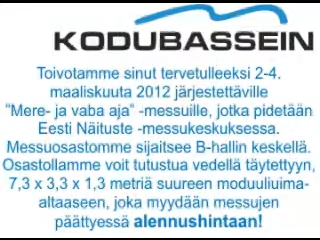 KODUBASSEIN
Toivotamme sinut tervetulleeksi 2-4.
maaliskuuta 2012 järjestettäville
"Mere- ja vaba aja" -messuille, jotka pidetään
Eesti Näituste -messukeskuksessa.
Messuosastomme sijaitsee B-hallin keskellä.
Osastollamme voit tutustua vedellä täytettyyn,
7,3 x 3,3 x 1,3 metriä suureen moduuliuima-
altaaseen, joka myydään messujen
päättyessä alennushintaan!